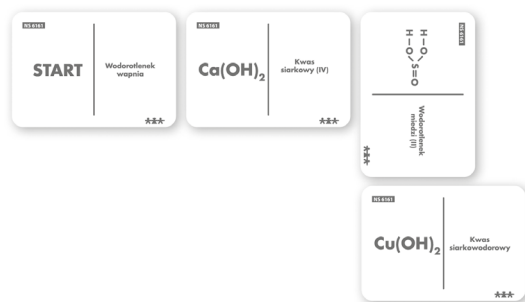 NS 6161
START
Wodorotlenek
wapnia
NS 6161
Ca(OH)₂
Kwas
siarkowy (IV)
NS 6161
H-O
H-O
S=O
Wodorotlenek
miedzi (II)
NS 6161
Cu(OH)₂
Kwas
siarkowodorowy